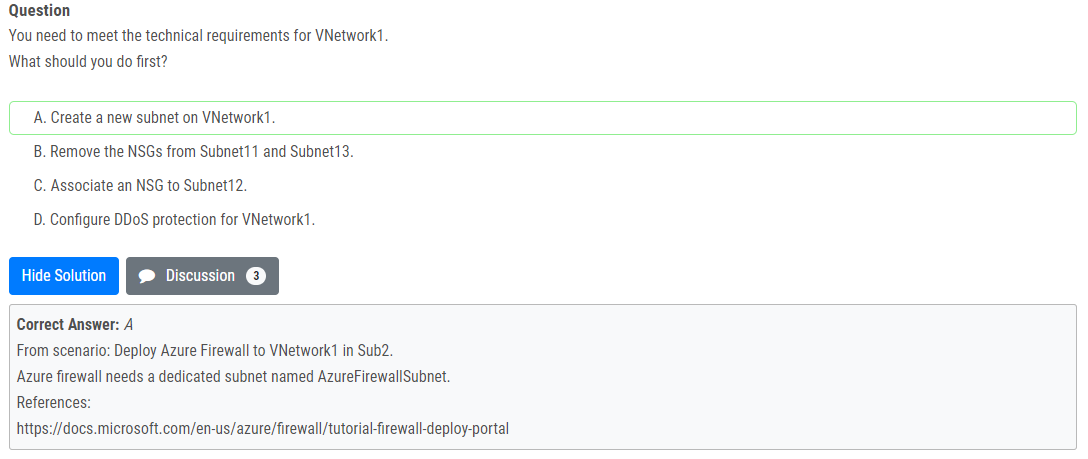 Question
You need to meet the technical requirements for VNetwork1.
What should you do first?
A. Create a new subnet on VNetwork1.
B. Remove the NSGs from Subnet11 and Subnet13.
C. Associate an NSG to Subnet12.
D. Configure DDoS protection for VNetwork1.
Hide Solution Discussion 3
Correct Answer: A
From scenario: Deploy Azure Firewall to VNetwork1 in Sub2.
Azure firewall needs a dedicated subnet named AzureFirewallSubnet.
References:
https://docs.microsoft.com/en-us/azure/firewall/tutorial-firewall-deploy-portal